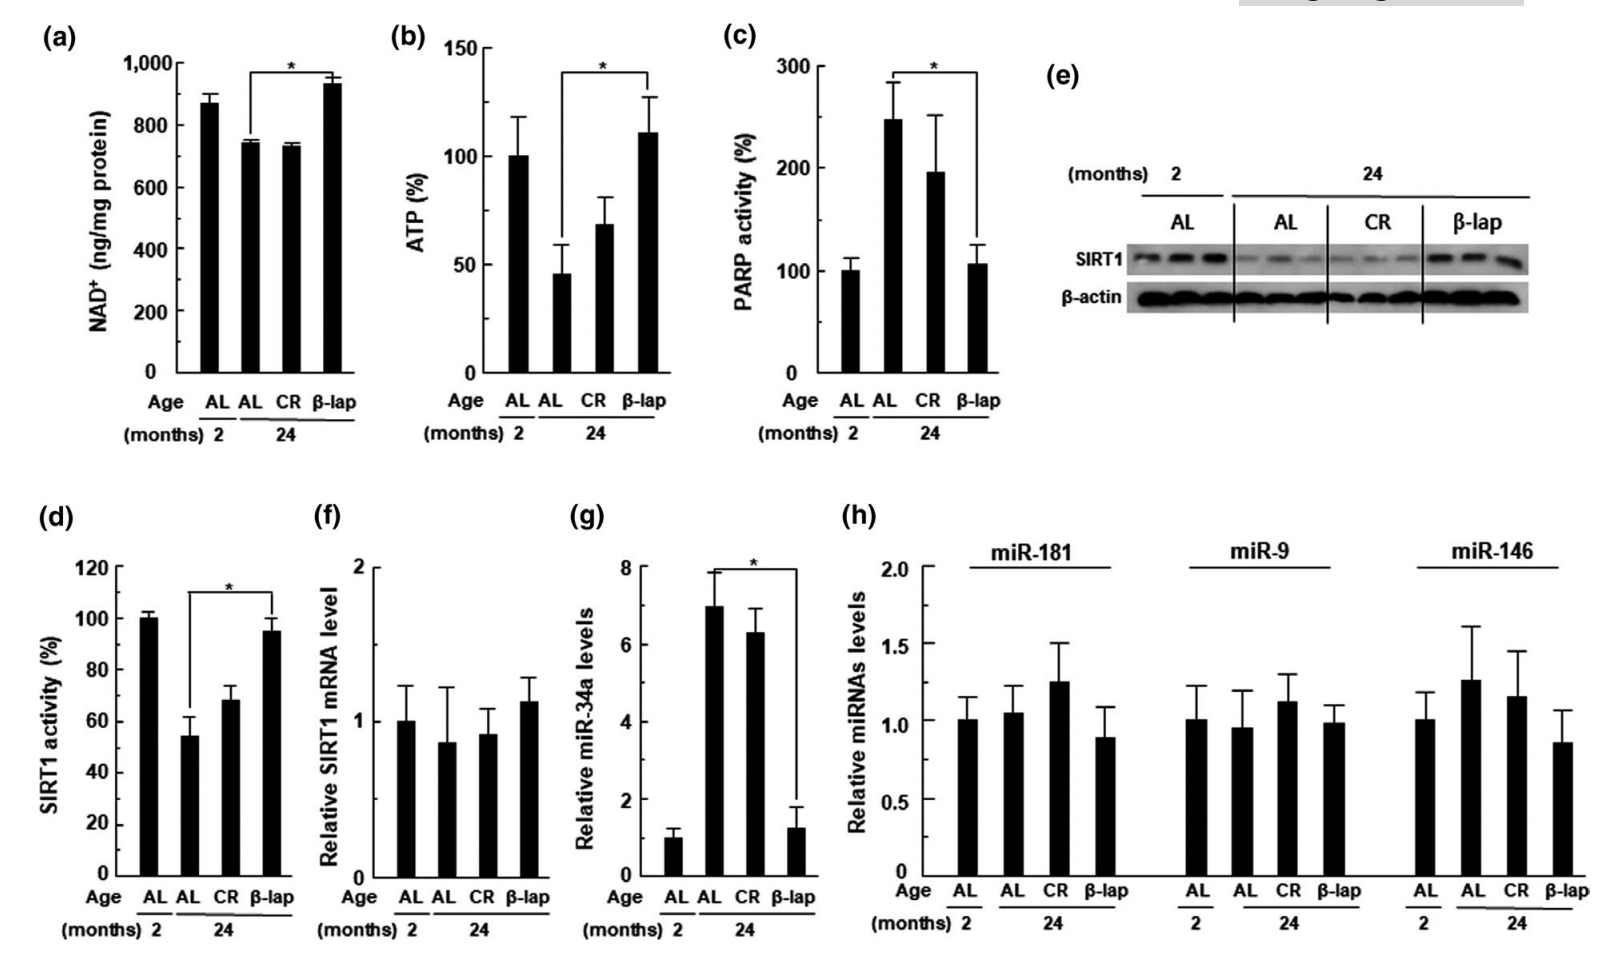 (a)
1,000
800
600
400
200
0
NAD⁺ (ng/mg protein)
*
Age AL AL CR β-lap
(months) 2 24
(b)
150
100
50
0
ATP (%)
*
Age AL AL CR β-lap
(months) 2 24
(c)
300
200
100
0
PARP activity (%)
*
Age AL AL CR β-lap
(months) 2 24
(e)
(months) 2 24
AL AL CR β-lap
SIRT1
β-actin
(d)
120
100
80
60
40
20
0
SIRT1 activity (%)
*
Age AL AL CR β-lap
(months) 2 24
(f)
2
1
0
Relative SIRT1 mRNA level
Age AL AL CR β-lap
(months) 2 24
(g)
8
6
4
2
0
Relative miR-34a levels
*
Age AL AL CR β-lap
(months) 2 24
(h)
miR-181 miR-9 miR-146
2.0
1.5
1.0
0.5
0
Relative miRNAs levels
Age AL AL CR β-lap AL AL CR β-lap AL AL CR β-lap
(months) 2 24 2 24 2 24